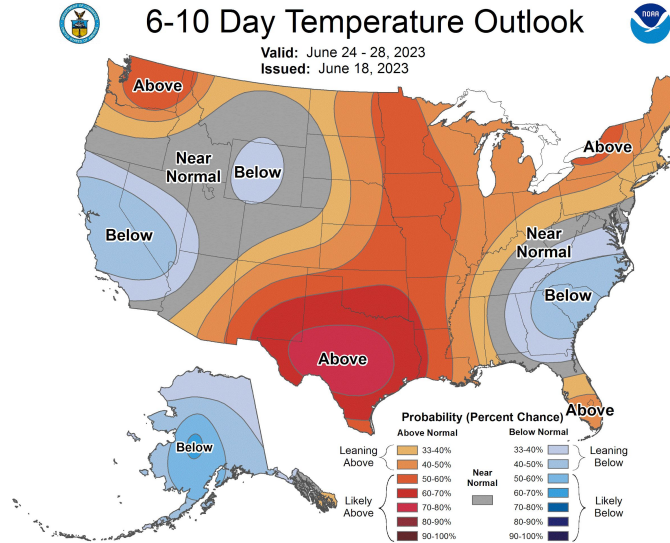 6-10 Day Temperature Outlook
NOAA
Valid: June 24 - 28, 2023
Issued: June 18, 2023
Above
Near
Normal
Below
Below
Above
Near
Normal
Below
Above
Above
Below
Probability (Percent Chance)
Above Normal
Below Normal
Leaning
Above
33-40%
40-50%
Likely
Above
50-60%
60-70%
70-80%
80-90%
90-100%
Near
Normal
33-40%
40-50%
Leaning
Below
50-60%
60-70%
70-80%
80-90%
90-100%
Likely
Below